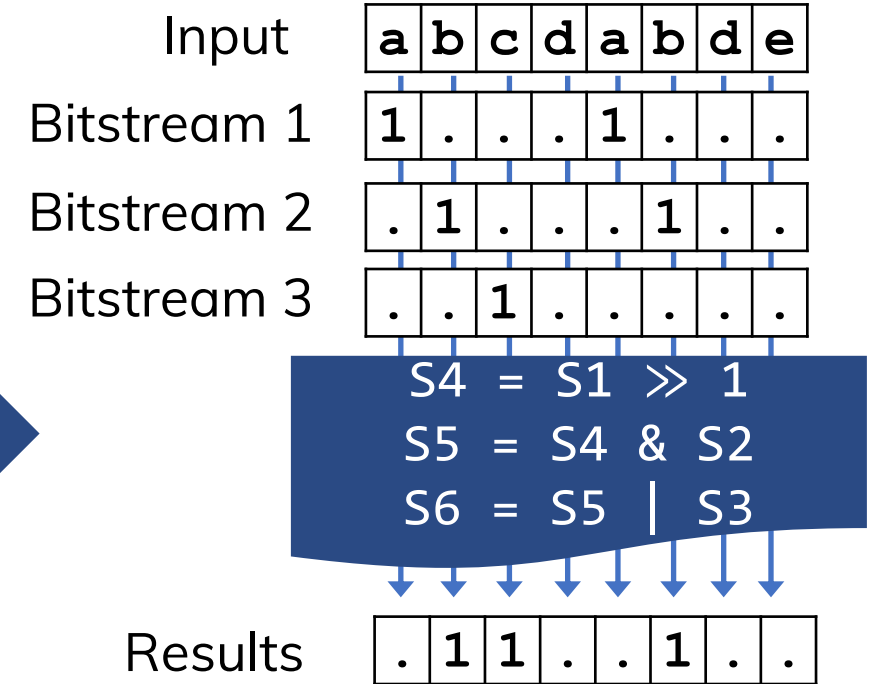 Input a b c d a b d e
Bitstream 1 1 . . . 1 . . .
Bitstream 2 . 1 . . . 1 . .
Bitstream 3 . . 1 . . . . .
S4 = S1 ≫ 1
S5 = S4 & S2
S6 = S5 | S3
Results . 1 1 . . 1 . .